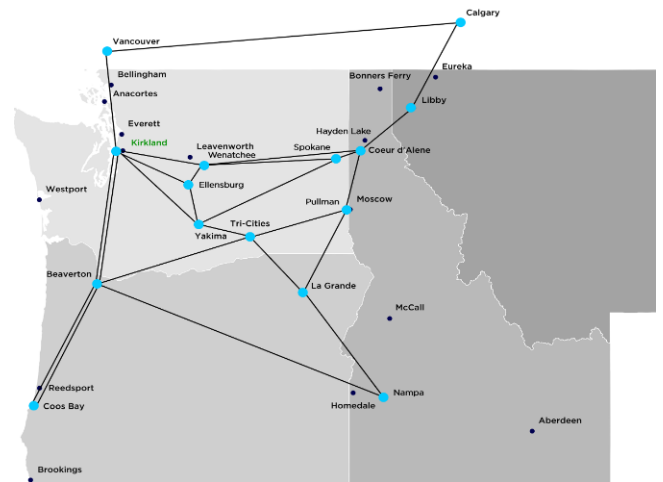 Calgary
Vancouver
Eureka
Bellingham
Bonners Ferry
Anacortes
Libby
Everett
Hayden Lake
Kirkland
Leavenworth
Wenatchee
Spokane
Coeur d'Alene
Ellensburg
Westport
Pullman
Moscow
Tri-Cities
Yakima
Beaverton
La Grande
McCall
Reedsport
Nampa
Coos Bay
Homedale
Aberdeen
Brookings